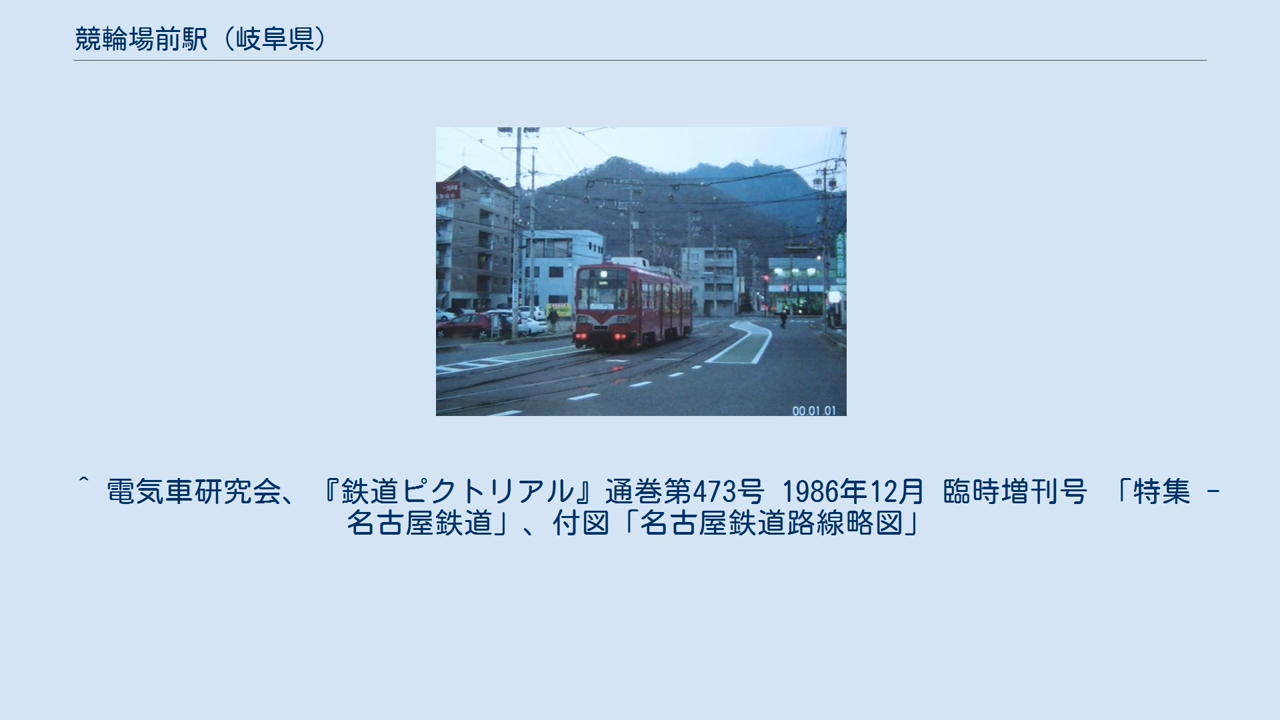 競輪場前駅（岐阜県）
00.01.01
^ 電気車研究会、『鉄道ピクトリアル』通巻第473号 1986年12月 臨時増刊号 「特集 -
名古屋鉄道」、付図「名古屋鉄道路線略図」